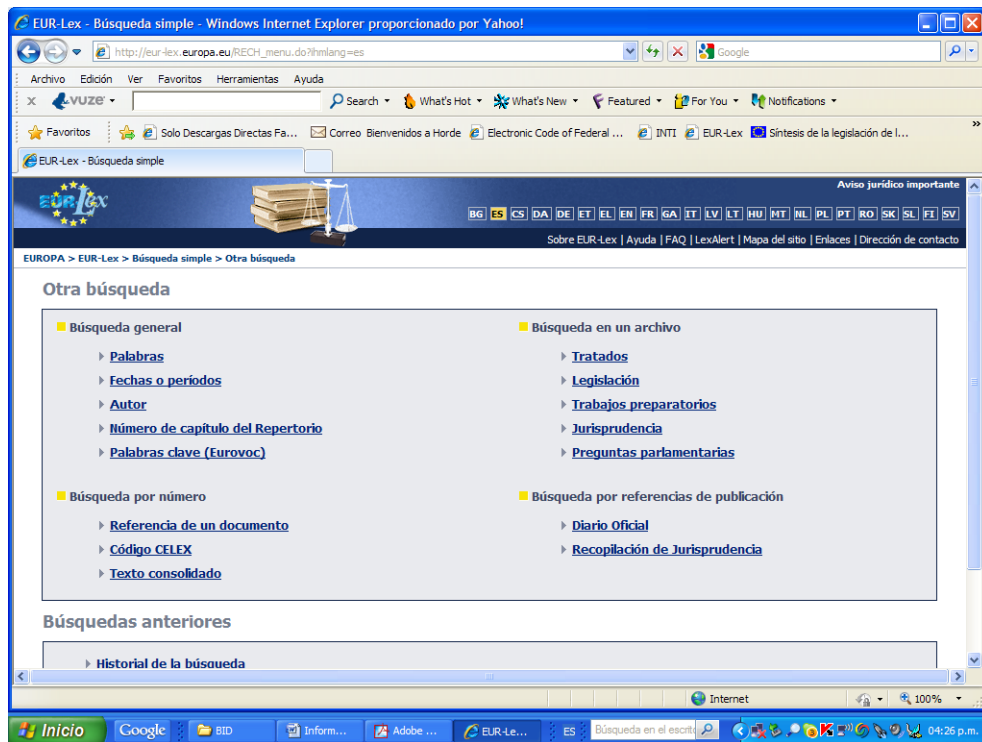 EUR-Lex - Búsqueda simple - Windows Internet Explorer proporcionado por Yahoo!
http://eur-lex.europa.eu/RECH_menu.do?ihmlang=es
Google
Archivo Edición Ver Favoritos Herramientas Ayuda
x vuze Search What's Hot What's New Featured For You Notifications
Favoritos Solo Descargas Directas Fa... Correo Bienvenidos a Horde Electronic Code of Federal ... INTI EUR-Lex Síntesis de la legislación de l... »
EUR-Lex - Búsqueda simple
EUR-Lex
Aviso jurídico importante
BG ES CS DA DE ET EL EN FR GA IT LV LT HU MT NL PL PT RO SK SL FI SV
Sobre EUR-Lex | Ayuda | FAQ | LexAlert | Mapa del sitio | Enlaces | Dirección de contacto
EUROPA > EUR-Lex > Búsqueda simple > Otra búsqueda
Otra búsqueda
Búsqueda general
Palabras
Fechas o períodos
Autor
Número de capítulo del Repertorio
Palabras clave (Eurovoc)
Búsqueda en un archivo
Tratados
Legislación
Trabajos preparatorios
Jurisprudencia
Preguntas parlamentarias
Búsqueda por número
Referencia de un documento
Código CELEX
Texto consolidado
Búsqueda por referencias de publicación
Diario Oficial
Recopilación de Jurisprudencia
Búsquedas anteriores
Historial de la búsqueda
Internet 100%
Inicio Google BID Inform... Adobe ... EUR-Le... ES Búsqueda en el escrito 04:26 p.m.